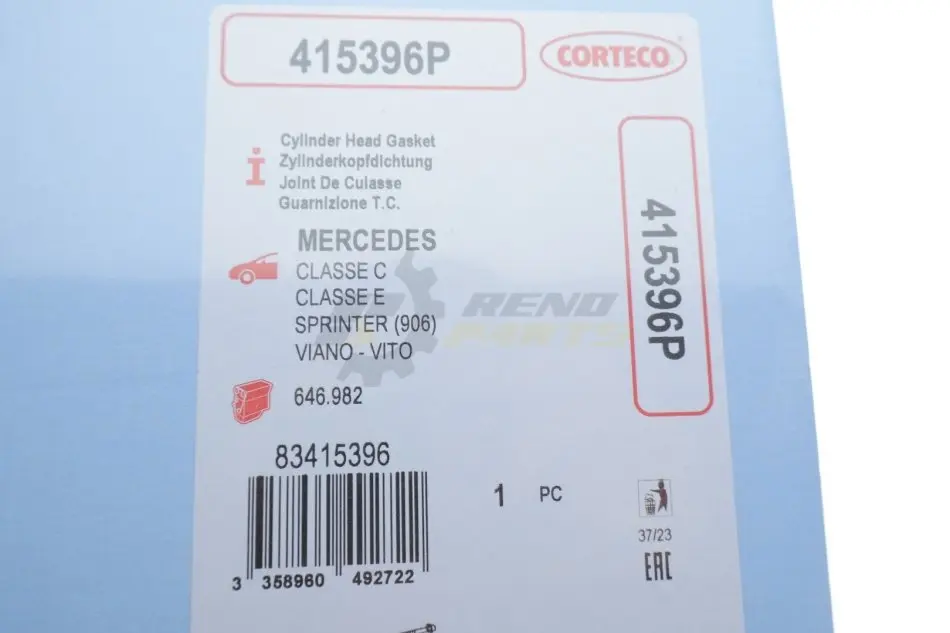 415396P
CORTECO
Cylinder Head Gasket
Zylinderkopfdichtung
Joint De Culasse
Guarnizione T.C.
MERCEDES
CLASSE C
CLASSE E
SPRINTER (906)
VIANO - VITO
RENO
PARTS
646.982
415396P
83415396
3 358960 492722
1 PC
37/23
EAC